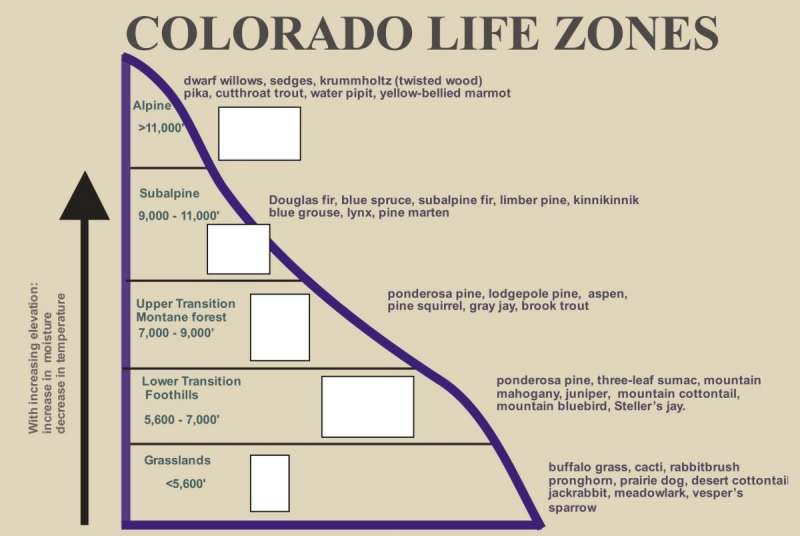 COLORADO LIFE ZONES
dwarf willows, sedges, krummholtz (twisted wood)
pika, cutthroat trout, water pipit, yellow-bellied marmot
Alpine
>11,000'
Subalpine
9,000 - 11,000'
Douglas fir, blue spruce, subalpine fir, limber pine, kinnikinnik
blue grouse, lynx, pine marten
Upper Transition
Montane forest
7,000 - 9,000'
ponderosa pine, lodgepole pine, aspen,
pine squirrel, gray jay, brook trout
Lower Transition
Foothills
5,600 - 7,000'
ponderosa pine, three-leaf sumac, mountain
mahogany, juniper, mountain cottontail,
mountain bluebird, Steller's jay.
Grasslands
<5,600'
buffalo grass, cacti, rabbitbrush
pronghorn, prairie dog, desert cottontail
jackrabbit, meadowlark, vesper's
sparrow
With increasing elevation:
increase in moisture
decrease in temperature